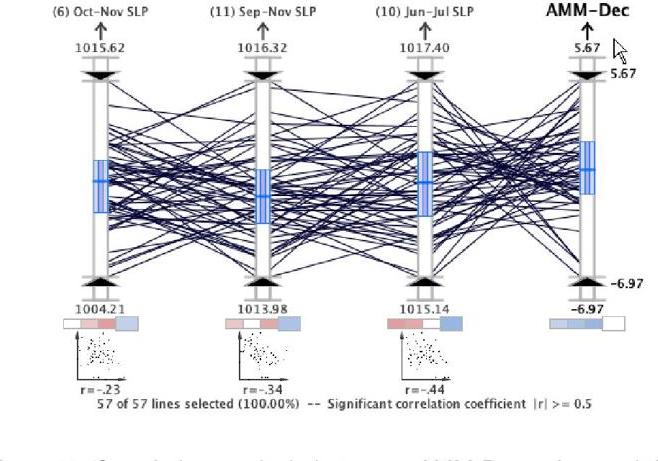 (6) Oct-Nov SLP (11) Sep-Nov SLP (10) Jun-Jul SLP AMM-Dec
1015.62 1016.32 1017.40 5.67
5.67
-6.97
1004.21 1013.98 1015.14 -6.97
r=-.23 r=-.34 r=-.44
57 of 57 lines selected (100.00%) -- Significant correlation coefficient |r| >= 0.5